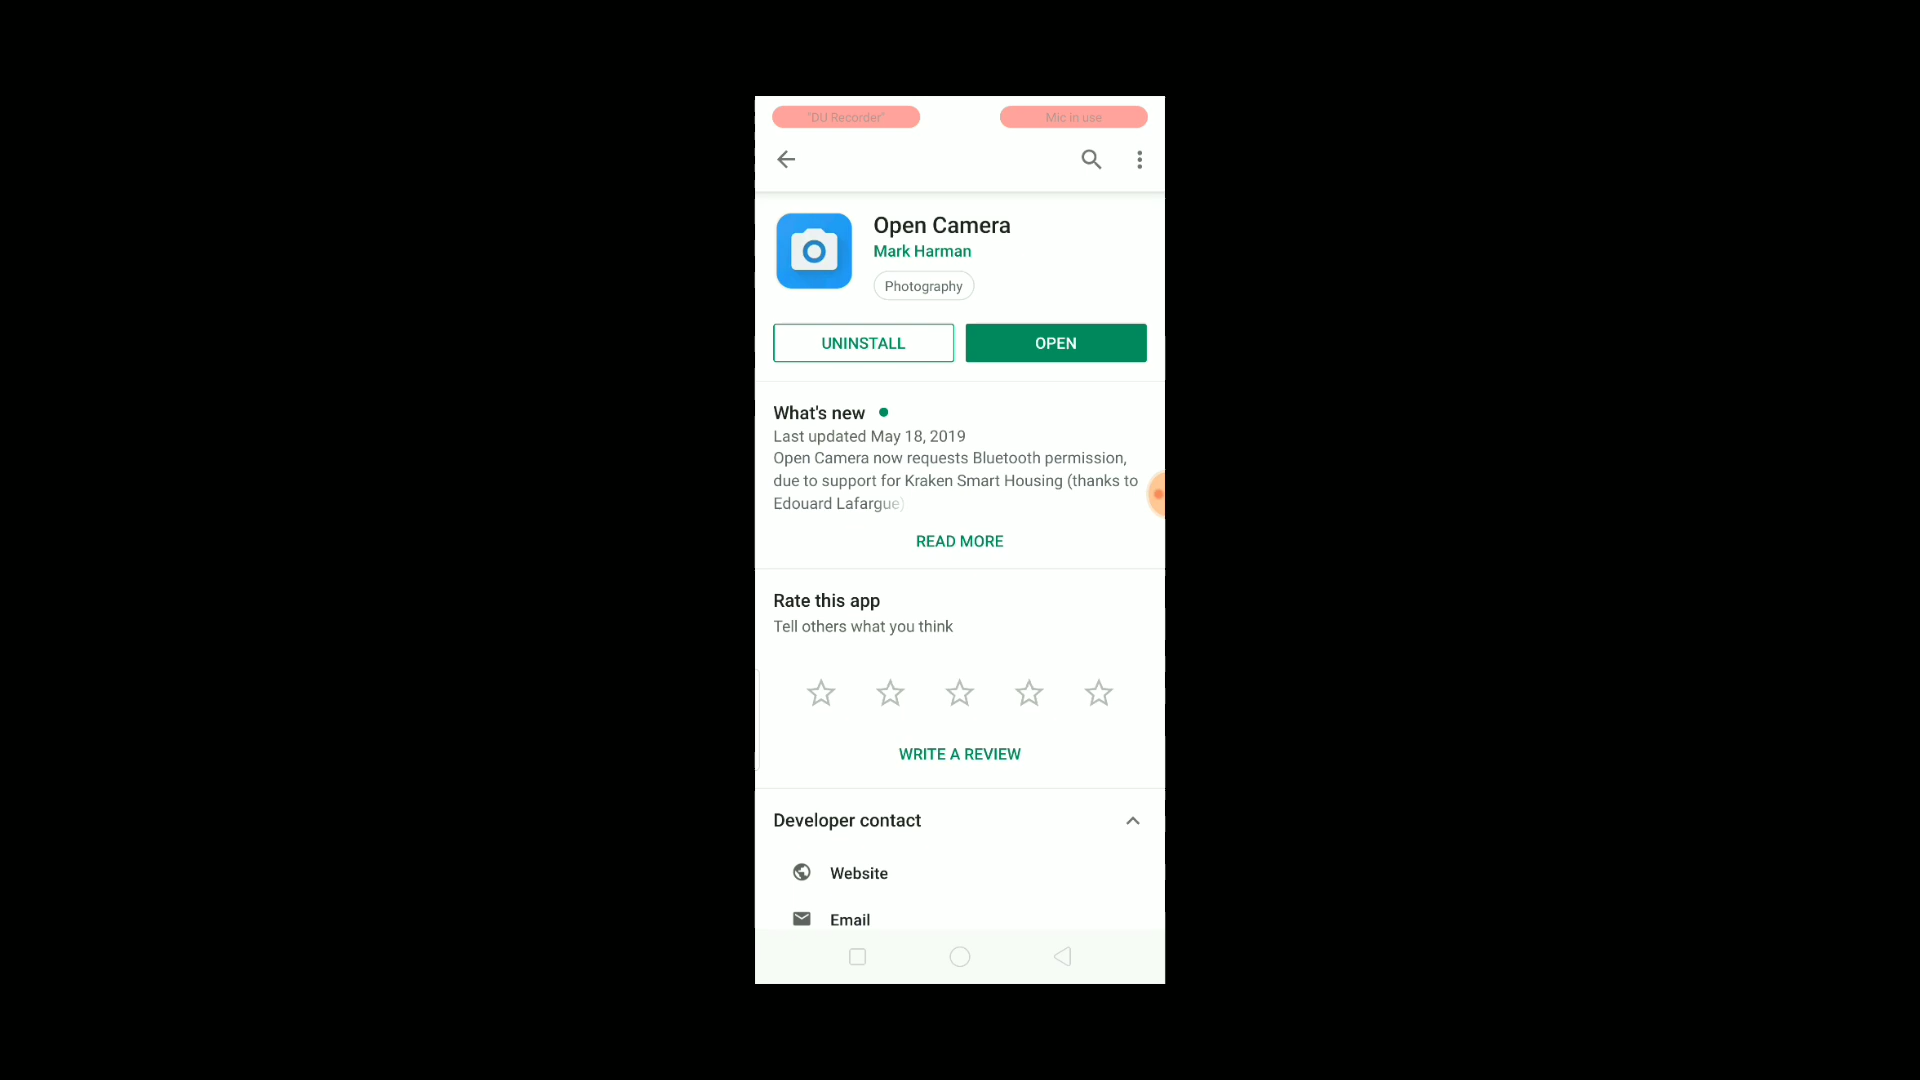 "DU Recorder" Mic in use
Open Camera
Mark Harman
Photography
UNINSTALL OPEN
What's new
Last updated May 18, 2019
Open Camera now requests Bluetooth permission,
due to support for Kraken Smart Housing (thanks to
Edouard Lafargue)
READ MORE
Rate this app
Tell others what you think
WRITE A REVIEW
Developer contact
Website
Email